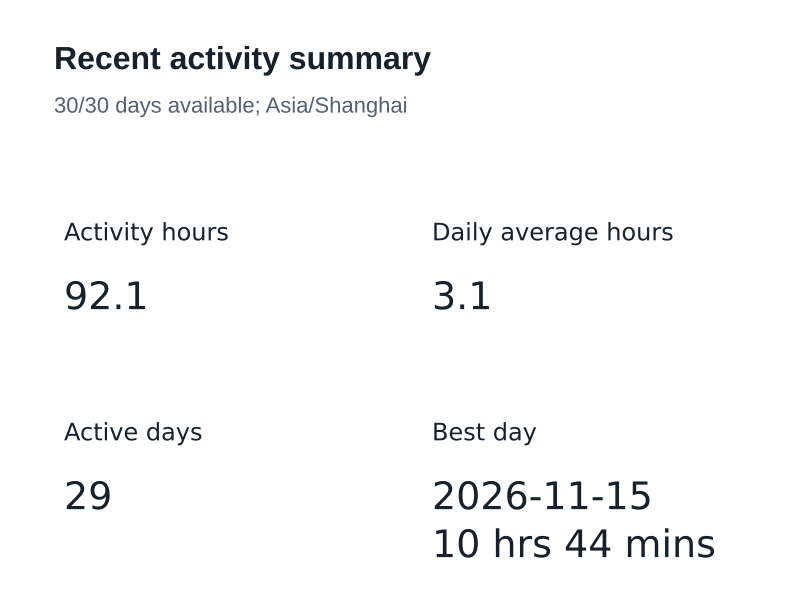 Recent activity summary
30/30 days available; Asia/Shanghai
Activity hours
92.1
Daily average hours
3.1
Active days
29
Best day
2026-11-15
10 hrs 44 mins